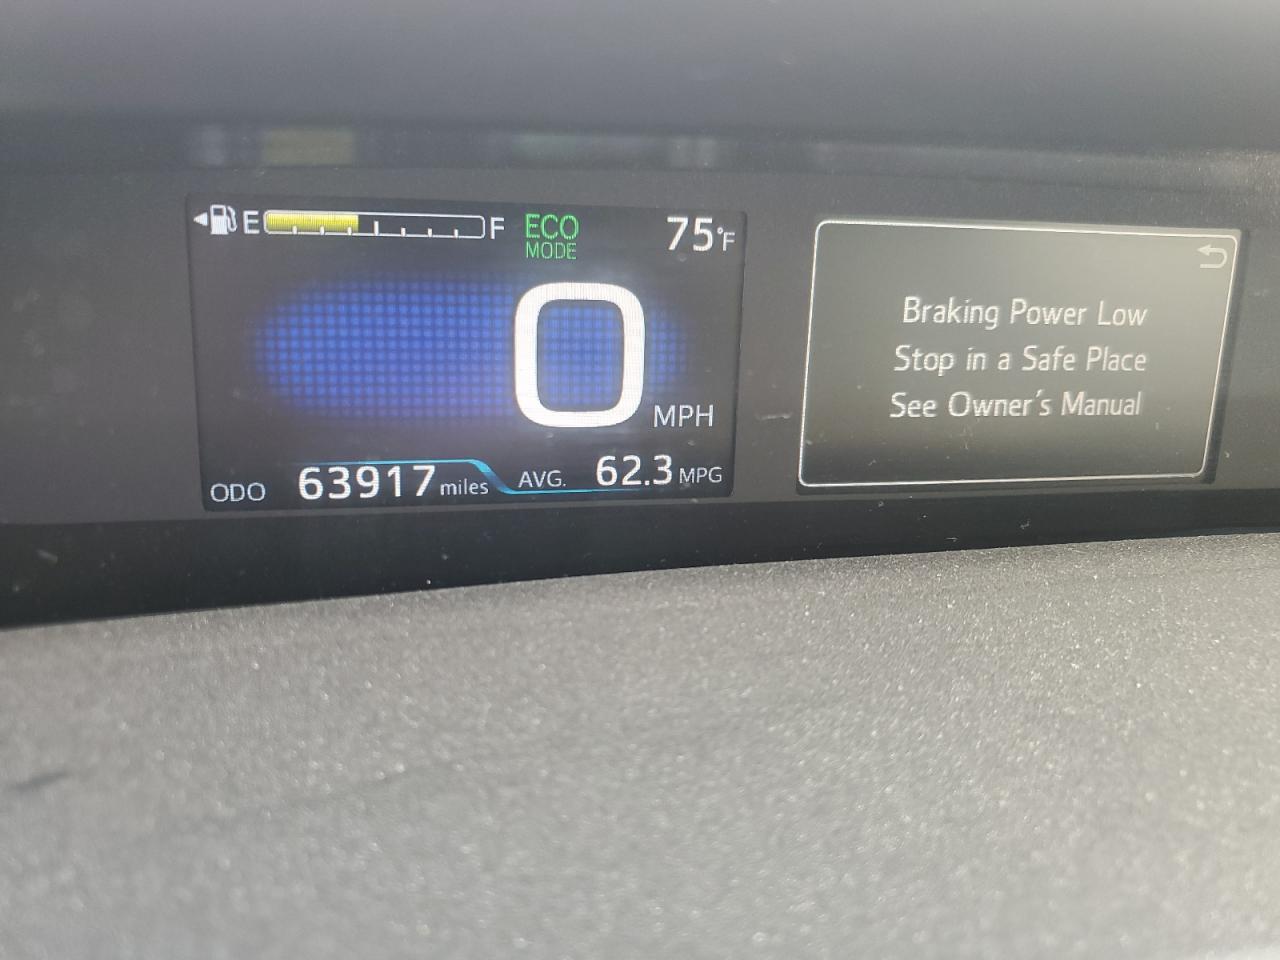 E F ECO MODE 75°F
0 MPH
ODO 63917 miles AVG. 62.3 MPG
Braking Power Low
Stop in a Safe Place
See Owner's Manual